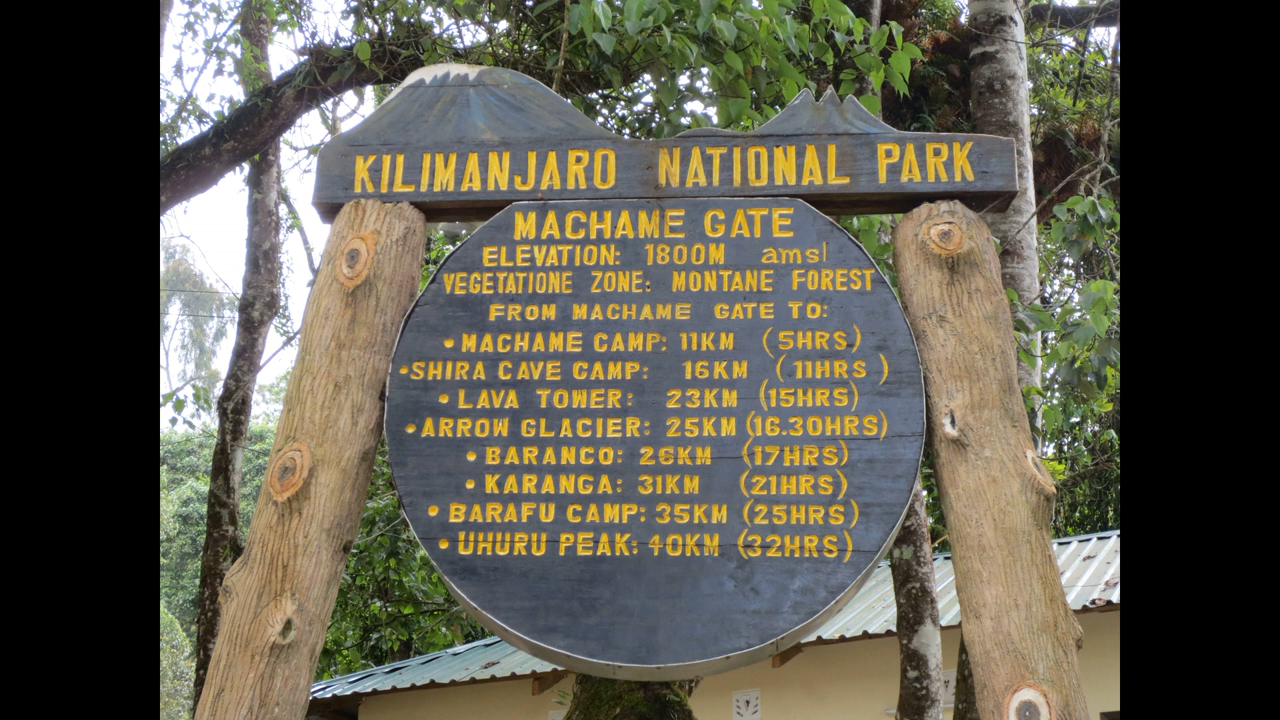 KILIMANJARO NATIONAL PARK
MACHAME GATE
ELEVATION: 1800M amsl
VEGETATIONE ZONE: MONTANE FOREST
FROM MACHAME GATE TO:
• MACHAME CAMP: 11KM (5HRS)
• SHIRA CAVE CAMP: 16KM (11HRS)
• LAVA TOWER: 23KM (15HRS)
• ARROW GLACIER: 25KM (16.30HRS)
• BARANCO: 26KM (17HRS)
• KARANGA: 31KM (21HRS)
• BARAFU CAMP: 35KM (25HRS)
• UHURU PEAK: 40KM (32HRS)